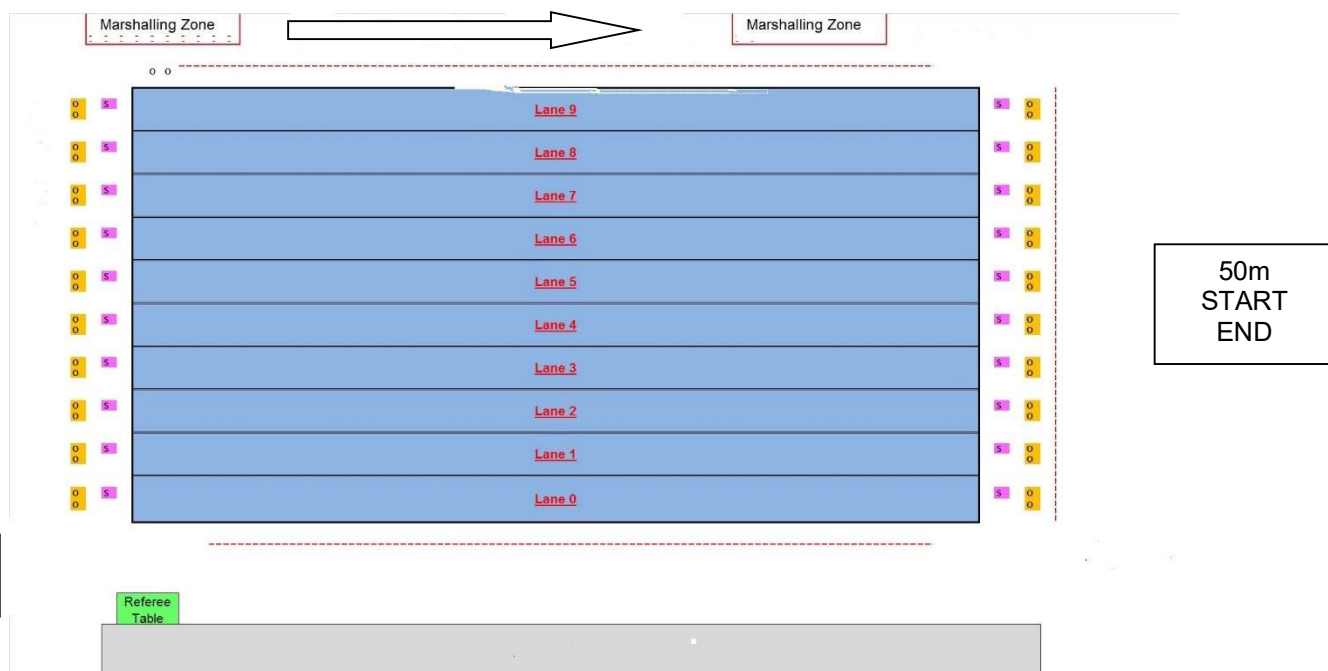 Marshalling Zone
Marshalling Zone
o o
O S Lane 9 S O
O O
O S Lane 8 S O
O O
O S Lane 7 S O
O O
O S Lane 6 S O
O O
O S Lane 5 S O
O O
O S Lane 4 S O
O O
O S Lane 3 S O
O O
O S Lane 2 S O
O O
O S Lane 1 S O
O O
O S Lane 0 S O
O O
50m
START
END
Referee
Table